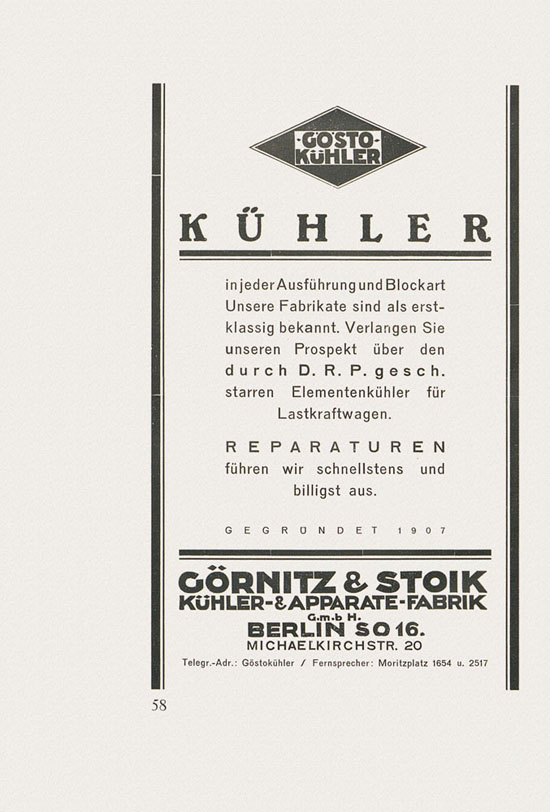 ·GÖSTO·
KÜHLER
KÜHLER
in jeder Ausführung und Blockart
Unsere Fabrikate sind als erst-
klassig bekannt. Verlangen Sie
unseren Prospekt über den
durch D. R. P. gesch.
starren Elementenkühler für
Lastkraftwagen.
REPARATUREN
führen wir schnellstens und
billigst aus.
GEGRÜNDET 1907
GÖRNITZ & STOIK
KÜHLER-&APPARATE-FABRIK
G.m·b H.
BERLIN SO 16.
MICHAELKIRCHSTR. 20
Telegr.-Adr.: Göstokühler / Fernsprecher: Moritzplatz 1654 u. 2517
58